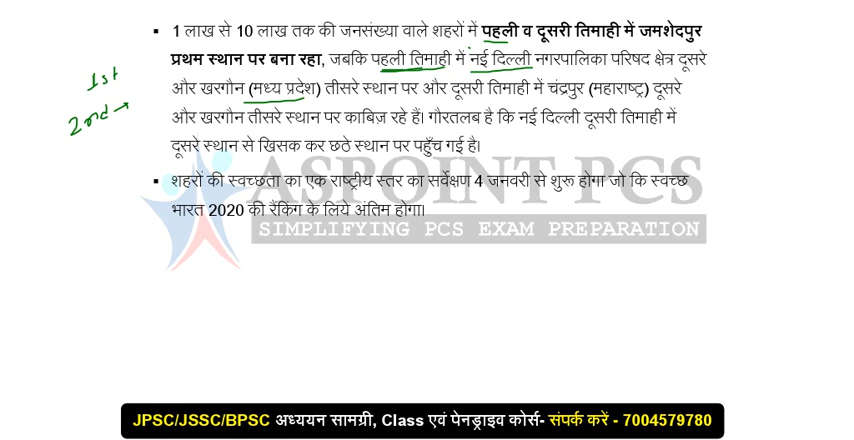 ▪ 1 लाख से 10 लाख तक की जनसंख्या वाले शहरों में पहली व दूसरी तिमाही में जमशेदपुर
प्रथम स्थान पर बना रहा, जबकि पहली तिमाही में नई दिल्ली नगरपालिका परिषद क्षेत्र दूसरे
1st
और खरगौन (मध्य प्रदेश) तीसरे स्थान पर और दूसरी तिमाही में चंद्रपुर (महाराष्ट्र) दूसरे
2nd →
और खरगौन तीसरे स्थान पर काबिज़ रहे हैं। गौरतलब है कि नई दिल्ली दूसरी तिमाही में
दूसरे स्थान से खिसक कर छठे स्थान पर पहुँच गई है।
▪ शहरों की स्वच्छता का एक राष्ट्रीय स्तर का सर्वेक्षण 4 जनवरी से शुरू होगा जो कि स्वच्छ
भारत 2020 की रैंकिंग के लिये अंतिम होगा।
ASPOINT PCS
SIMPLIFYING PCS EXAM PREPARATION
JPSC/JSSC/BPSC अध्ययन सामग्री, Class एवं पेनड्राइव कोर्स- संपर्क करें - 7004579780